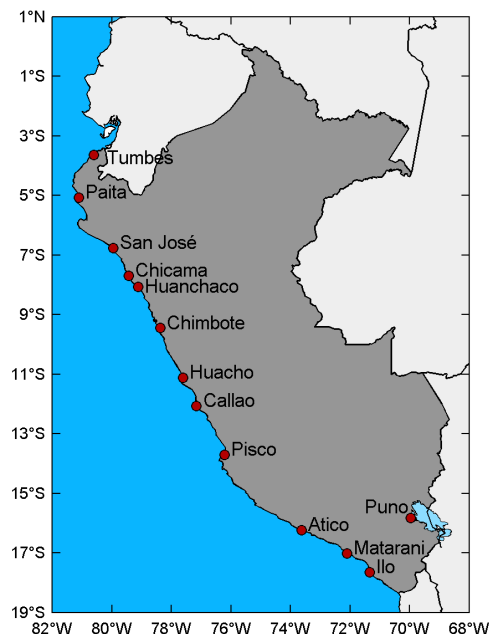 1°N
1°S
3°S
Tumbes
5°S
Paita
San José
7°S
Chicama
Huanchaco
9°S
Chimbote
11°S
Huacho
Callao
13°S
Pisco
15°S
Puno
Atico
17°S
Matarani
Ilo
19°S
82°W 80°W 78°W 76°W 74°W 72°W 70°W 68°W